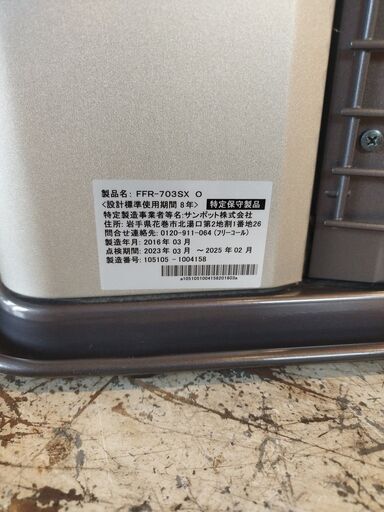 製品名: FFR-703SX O
<設計標準使用期間 8年> 特定保守製品
特定製造事業者等名: サンポット株式会社
住所: 岩手県花巻市北湯口第2地割1番地26
問合せ連絡先: 0120-911-064 (フリーコール)
製造年月: 2016年 03月
点検期間: 2023年 03月 ～ 2025年 02月
製造番号: 105105 -1004158
a1051051004158201603a